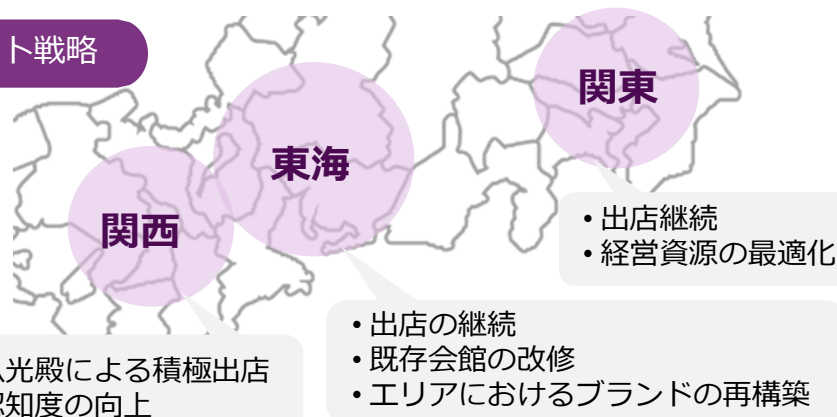 ト戦略
関東
東海
関西
• 出店継続
• 経営資源の最適化
• 出店の継続
• 既存会館の改修
• エリアにおけるブランドの再構築
光殿による積極出店
知度の向上